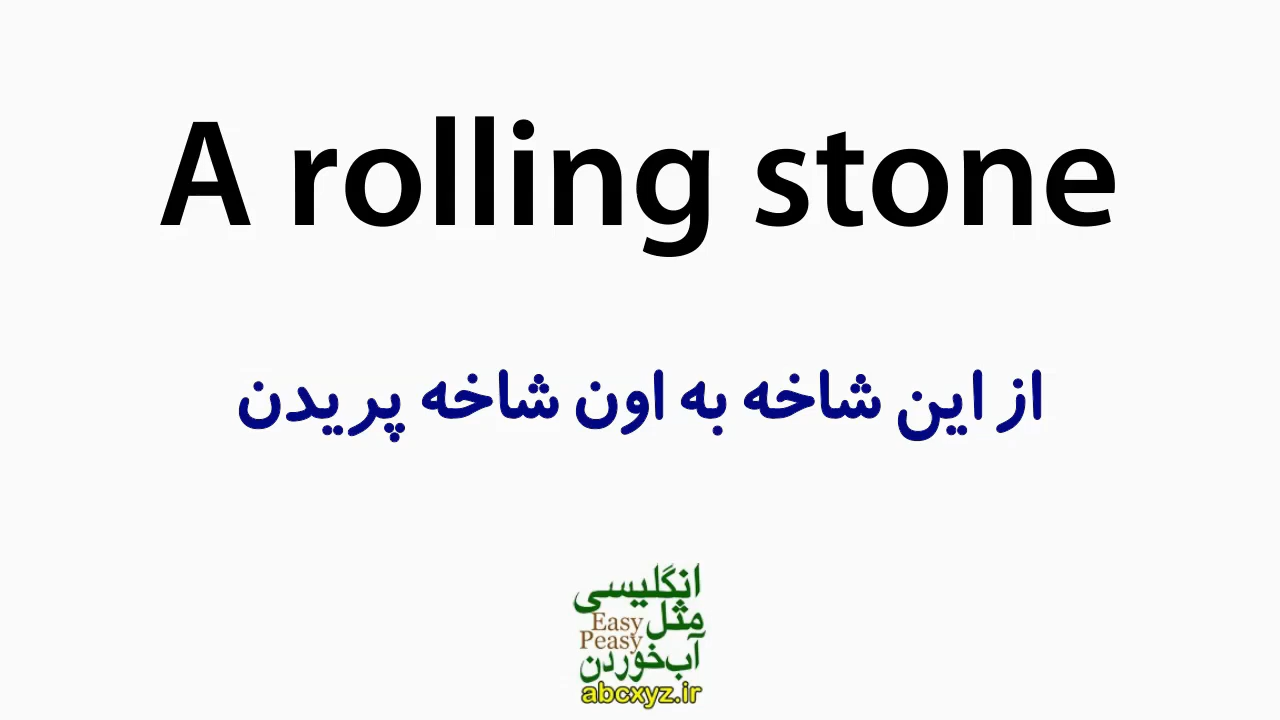 A rolling stone
از این شاخه به اون شاخه پریدن
انگلیسی
مثل
Easy
Peasy
آب‌خوردن
abcxyz.ir